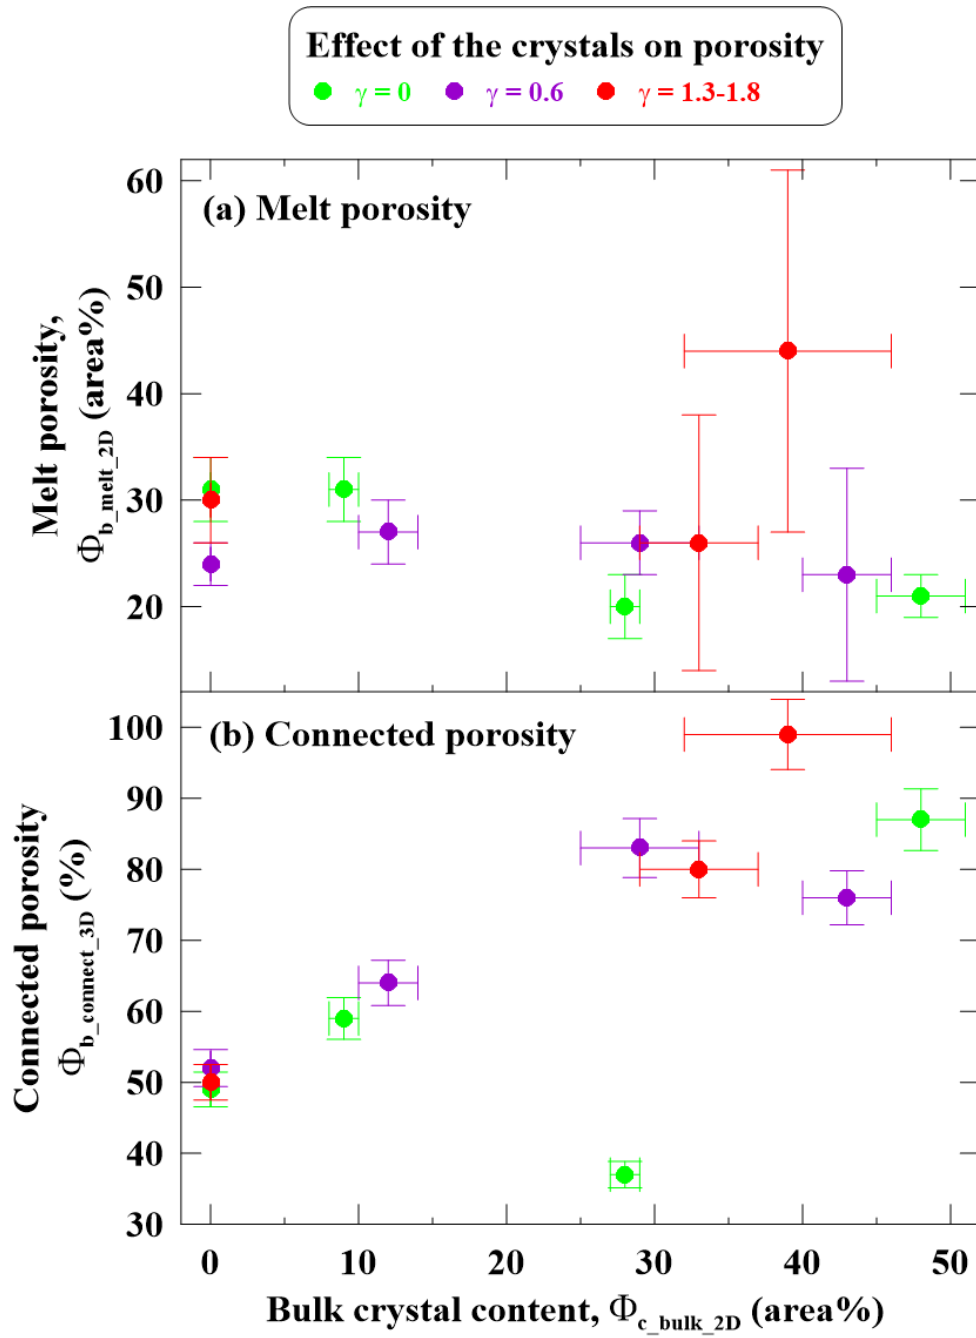 Effect of the crystals on porosity
γ = 0 γ = 0.6 γ = 1.3-1.8
(a) Melt porosity
60
50
40
30
20
Melt porosity,
Φb_melt_2D (area%)
(b) Connected porosity
100
90
80
70
60
50
40
30
Connected porosity
Φb_connect_3D (%)
0 10 20 30 40 50
Bulk crystal content, Φc_bulk_2D (area%)